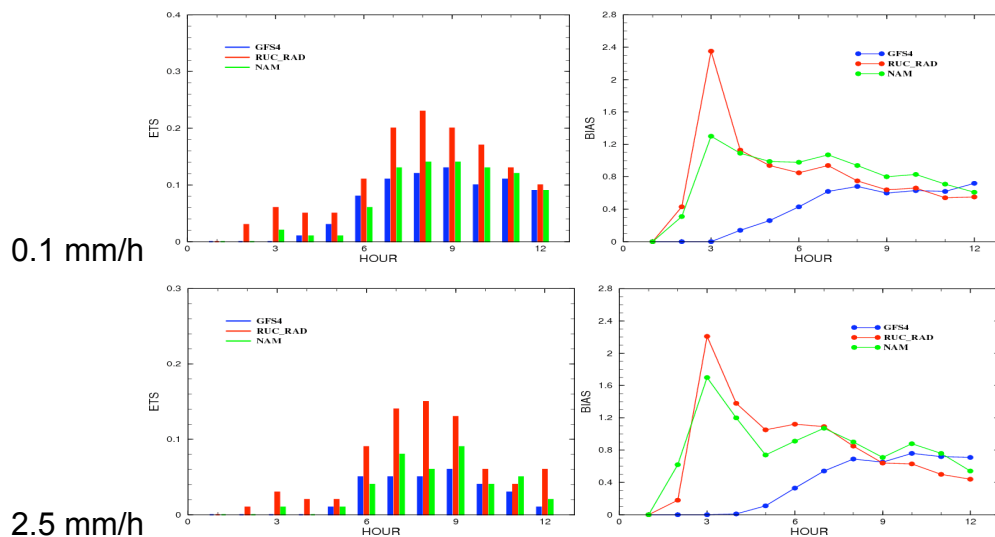 0.4
0.3
0.2
0.1
0
ETS
3
6
9
12
HOUR
GFS4
RUC_RAD
NAM
2.8
2.4
2
1.6
1.2
0.8
0.4
0
BIAS
0
3
6
9
12
HOUR
GFS4
RUC_RAD
NAM
0.1 mm/h
0.3
0.2
0.1
0
ETS
3
6
9
12
HOUR
GFS4
RUC_RAD
NAM
2.8
2.4
2
1.6
1.2
0.8
0.4
0
BIAS
0
3
6
9
12
HOUR
GFS4
RUC_RAD
NAM
2.5 mm/h